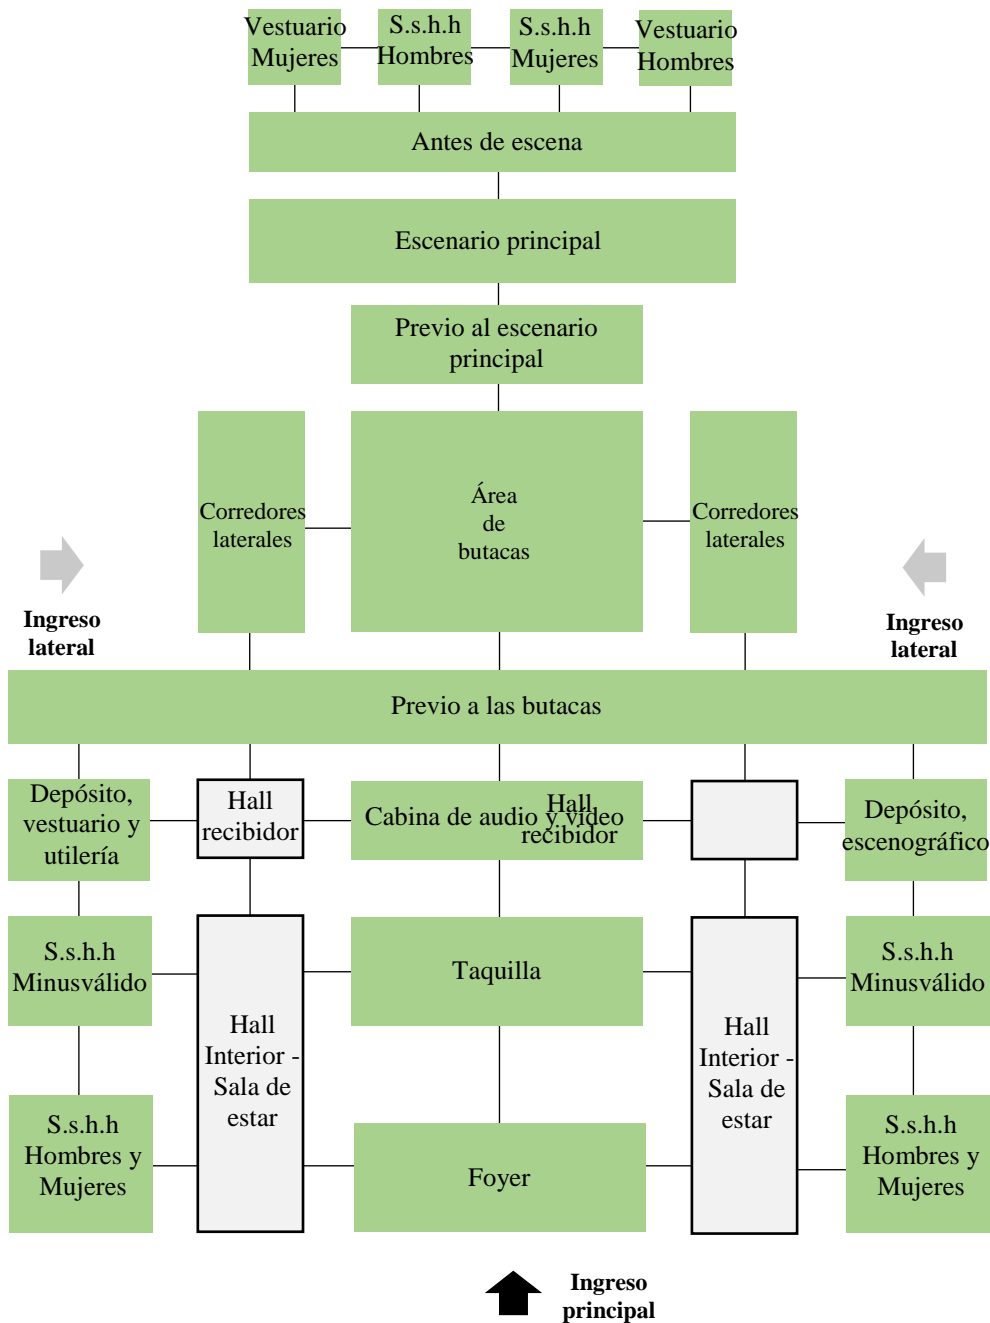 Vestuario
Mujeres
S.s.h.h
Hombres
S.s.h.h
Mujeres
Vestuario
Hombres
Antes de escena
Escenario principal
Previo al escenario
principal
Corredores
laterales
Área
de
butacas
Corredores
laterales
Ingreso
lateral
Ingreso
lateral
Previo a las butacas
Depósito,
vestuario y
utilería
Hall
recibidor
Cabina de audio y vídeo
Hall
recibidor
Depósito,
escenográfico
S.s.h.h
Minusválido
Taquilla
S.s.h.h
Minusválido
Hall
Interior -
Sala de
estar
Hall
Interior -
Sala de
estar
S.s.h.h
Hombres y
Mujeres
Foyer
S.s.h.h
Hombres y
Mujeres
Ingreso
principal